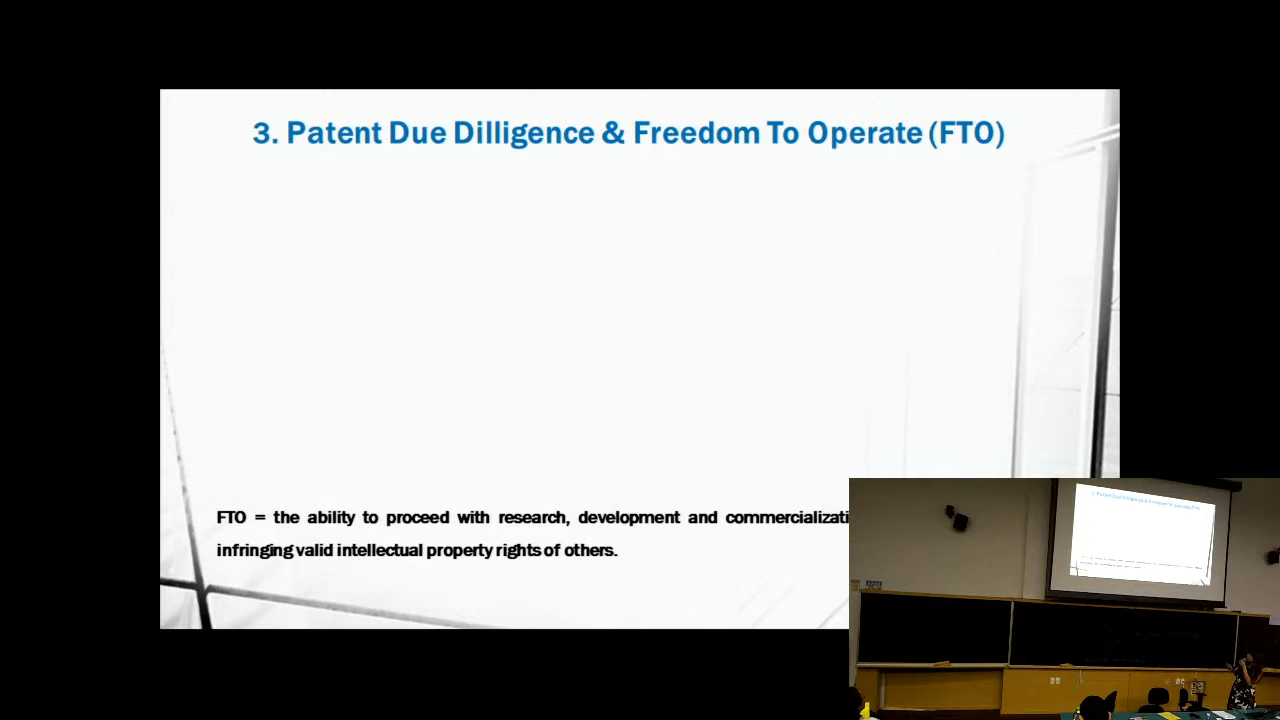 3. Patent Due Dilligence & Freedom To Operate (FTO)
FTO = the ability to proceed with research, development and
infringing valid intellectual property rights of others.